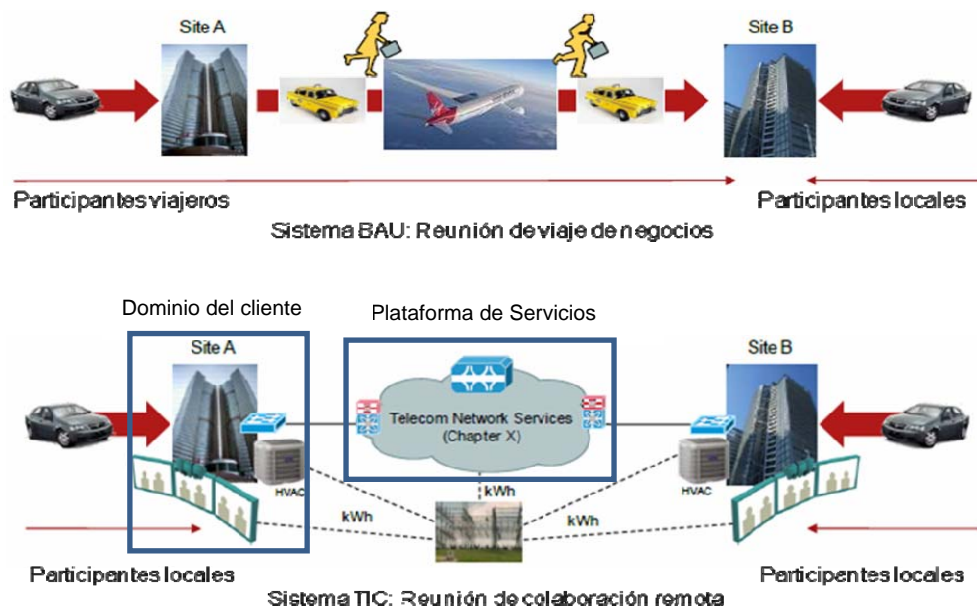 Site A
Site B
Participantes viajeros
Participantes locales
Sistema BAU: Reunión de viaje de negocios
Dominio del cliente
Plataforma de Servicios
Site A
Site B
Telecom Network Services
(Chapter X)
HVAC
HVAC
kWh
kWh
kWh
Participantes locales
Participantes locales
Sistema TIC: Reunión de colaboración remota